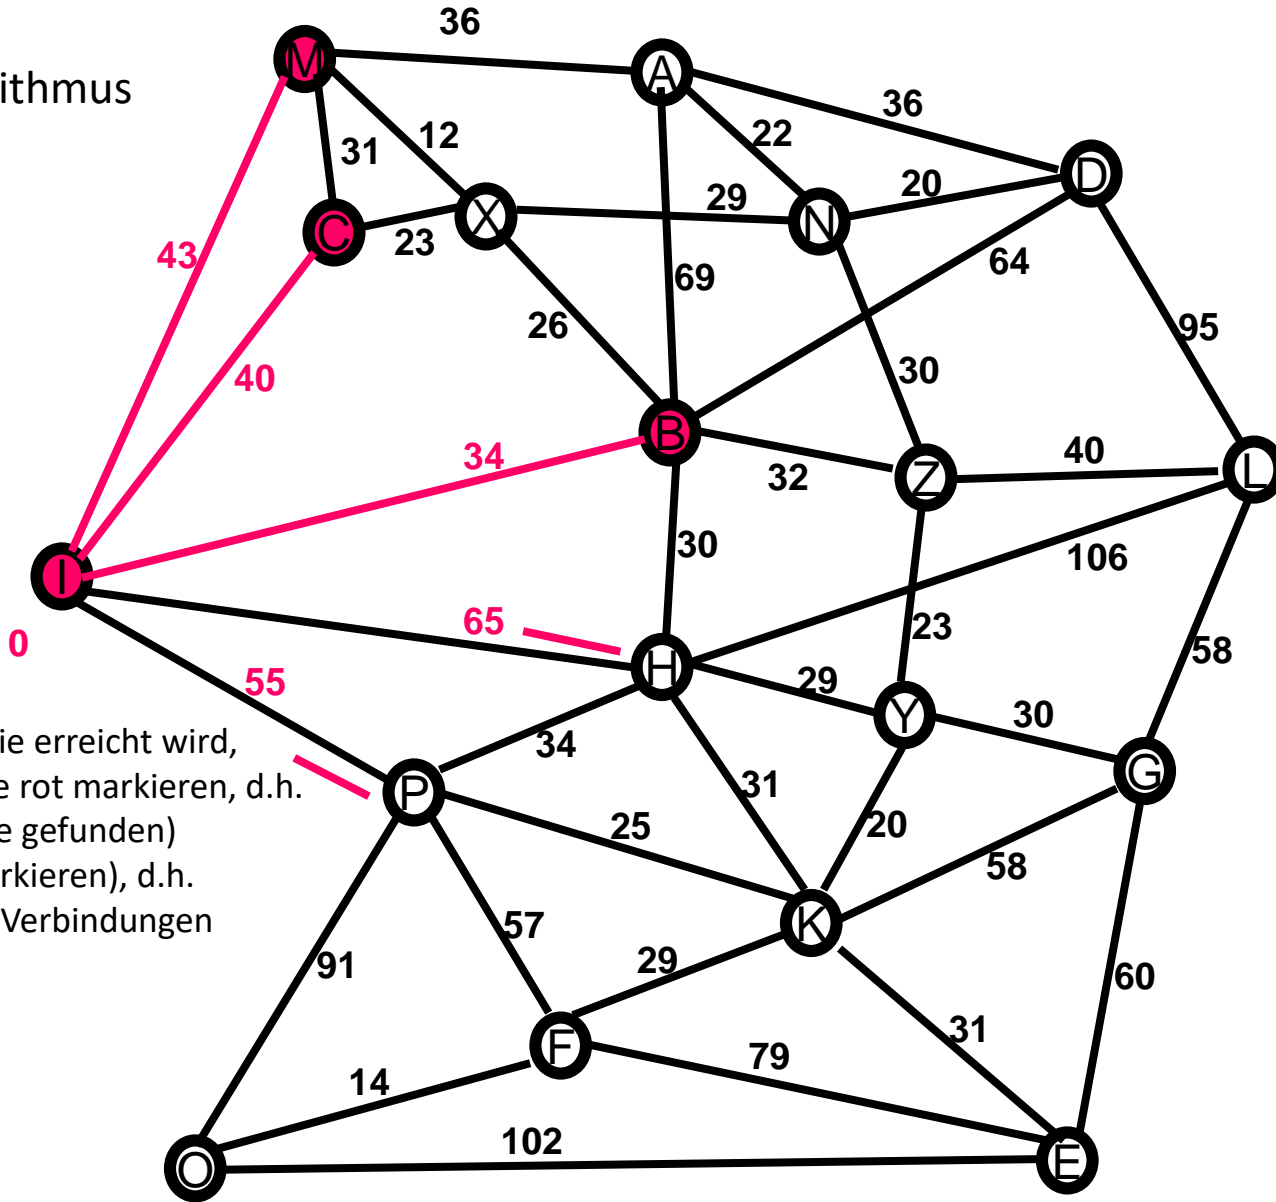 36
M
A
ithmus
36
22
12
31
D
20
29
X
N
C
23
43
64
69
26
95
30
40
B
34
40
L
32
Z
30
106
I
65
23
0
58
H
55
29
Y
30
ie erreicht wird,
34
G
e rot markieren, d.h.
31
P
25
20
e gefunden)
58
rkieren), d.h.
Verbindungen
57
K
91
29
60
31
F
79
14
102
O
E